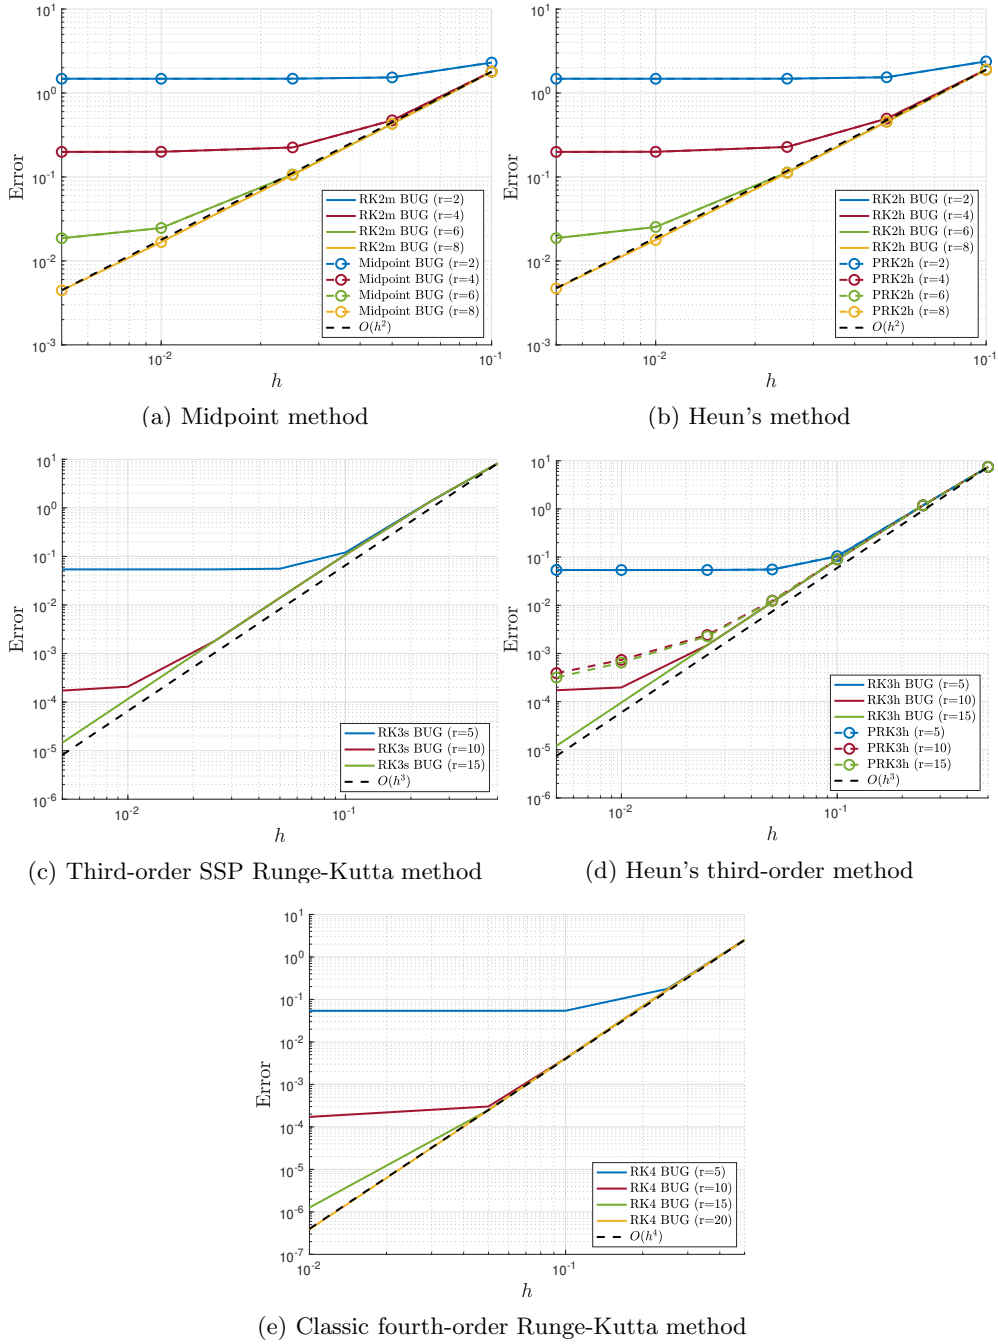 10^1
10^0
10^-1
10^-2
10^-3
Error
10^-2
10^-1
h
RK2m BUG (r=2)
RK2m BUG (r=4)
RK2m BUG (r=6)
RK2m BUG (r=8)
Midpoint BUG (r=2)
Midpoint BUG (r=4)
Midpoint BUG (r=6)
Midpoint BUG (r=8)
O(h^2)
(a) Midpoint method
10^1
10^0
10^-1
10^-2
10^-3
Error
10^-2
10^-1
h
RK2h BUG (r=2)
RK2h BUG (r=4)
RK2h BUG (r=6)
RK2h BUG (r=8)
PRK2h (r=2)
PRK2h (r=4)
PRK2h (r=6)
PRK2h (r=8)
O(h^2)
(b) Heun's method
10^1
10^0
10^-1
10^-2
10^-3
10^-4
10^-5
10^-6
Error
10^-2
10^-1
h
RK3s BUG (r=5)
RK3s BUG (r=10)
RK3s BUG (r=15)
O(h^3)
(c) Third-order SSP Runge-Kutta method
10^1
10^0
10^-1
10^-2
10^-3
10^-4
10^-5
10^-6
Error
10^-2
10^-1
h
RK3h BUG (r=5)
RK3h BUG (r=10)
RK3h BUG (r=15)
PRK3h (r=5)
PRK3h (r=10)
PRK3h (r=15)
O(h^3)
(d) Heun's third-order method
10^1
10^0
10^-1
10^-2
10^-3
10^-4
10^-5
10^-6
10^-7
Error
10^-2
10^-1
h
RK4 BUG (r=5)
RK4 BUG (r=10)
RK4 BUG (r=15)
RK4 BUG (r=20)
O(h^4)
(e) Classic fourth-order Runge-Kutta method